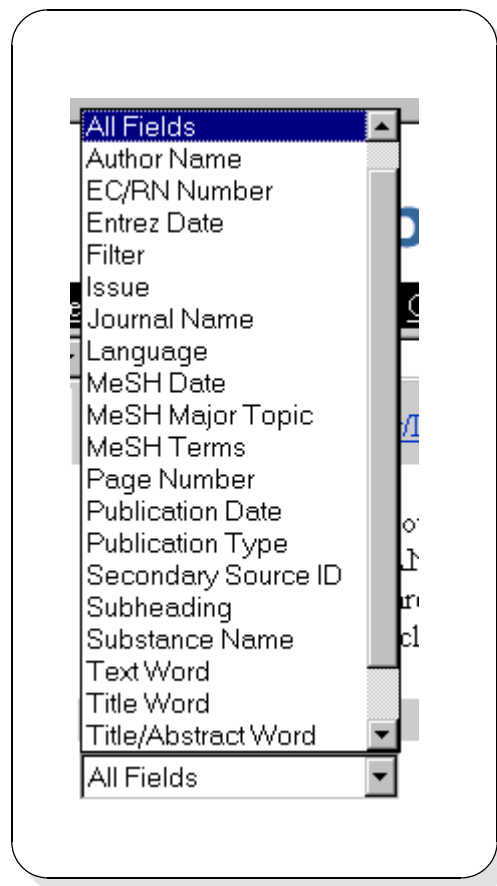 All Fields
Author Name
EC/RN Number
Entrez Date
Filter
Issue
Journal Name
Language
MeSH Date
MeSH Major Topic
MeSH Terms
Page Number
Publication Date
Publication Type
Secondary Source ID
Subheading
Substance Name
Text Word
Title Word
Title/Abstract Word
All Fields